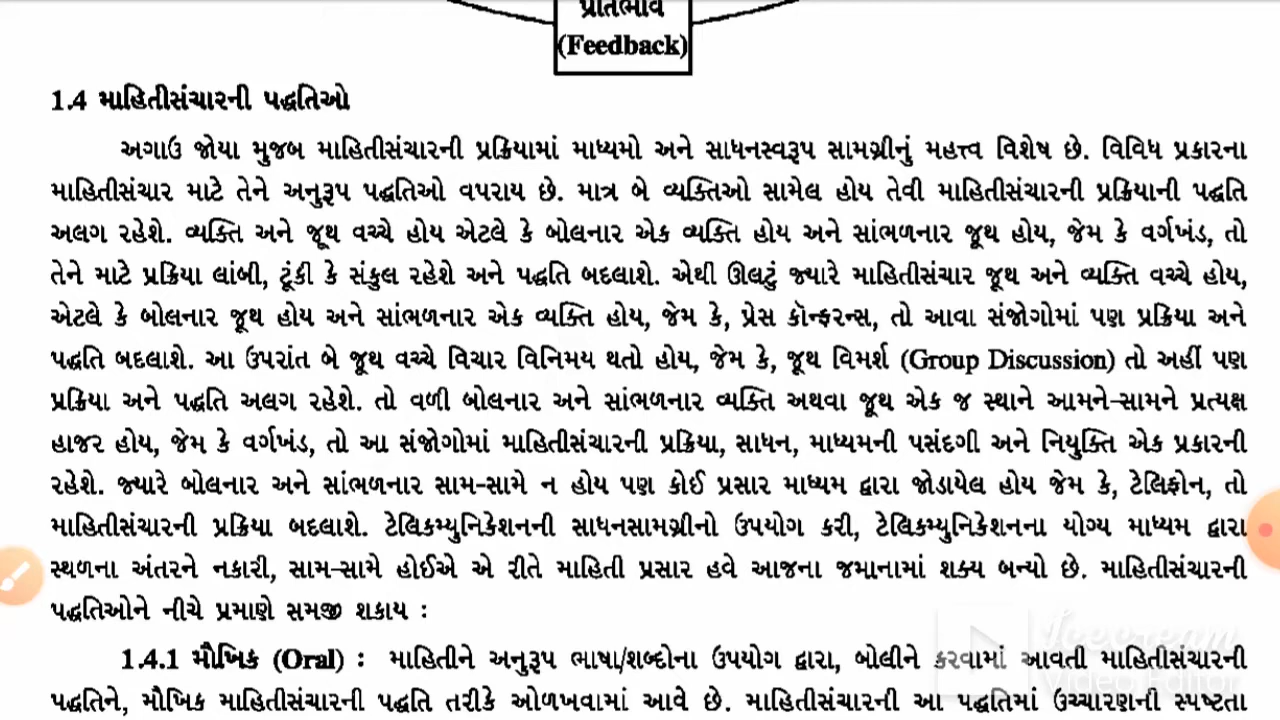 પ્રતિભાવ
(Feedback)
1.4 માહિતીસંચારની પદ્ધતિઓ
અગાઉ જોયા મુજબ માહિતીસંચારની પ્રક્રિયામાં માધ્યમો અને સાધનસ્વરૂપ સામગ્રીનું મહત્ત્વ વિશેષ છે. વિવિધ પ્રકારના
માહિતીસંચાર માટે તેને અનુરૂપ પદ્ધતિઓ વપરાય છે. માત્ર બે વ્યક્તિઓ સામેલ હોય તેવી માહિતીસંચારની પ્રક્રિયાની પદ્ધતિ
અલગ રહેશે. વ્યક્તિ અને જૂથ વચ્ચે હોય એટલે કે બોલનાર એક વ્યક્તિ હોય અને સાંભળનાર જૂથ હોય, જેમ કે વર્ગખંડ, તો
તેને માટે પ્રક્રિયા લાંબી, ટૂંકી કે સંકુલ રહેશે અને પદ્ધતિ બદલાશે. એથી ઊલટું જ્યારે માહિતીસંચાર જૂથ અને વ્યક્તિ વચ્ચે હોય,
એટલે કે બોલનાર જૂથ હોય અને સાંભળનાર એક વ્યક્તિ હોય, જેમ કે, પ્રેસ કૉન્ફરન્સ, તો આવા સંજોગોમાં પણ પ્રક્રિયા અને
પદ્ધતિ બદલાશે. આ ઉપરાંત બે જૂથ વચ્ચે વિચાર વિનિમય થતો હોય, જેમ કે, જૂથ વિમર્શ (Group Discussion) તો અહીં પણ
પ્રક્રિયા અને પદ્ધતિ અલગ રહેશે. તો વળી બોલનાર અને સાંભળનાર વ્યક્તિ અથવા જૂથ એક જ સ્થાને આમને-સામને પ્રત્યક્ષ
હાજર હોય, જેમ કે વર્ગખંડ, તો આ સંજોગોમાં માહિતીસંચારની પ્રક્રિયા, સાધન, માધ્યમની પસંદગી અને નિયુક્તિ એક પ્રકારની
રહેશે. જ્યારે બોલનાર અને સાંભળનાર સામ-સામે ન હોય પણ કોઈ પ્રસાર માધ્યમ દ્વારા જોડાયેલ હોય જેમ કે, ટેલિફોન, તો
માહિતીસંચારની પ્રક્રિયા બદલાશે. ટેલિકમ્યુનિકેશનની સાધનસામગ્રીનો ઉપયોગ કરી, ટેલિકમ્યુનિકેશનના યોગ્ય માધ્યમ દ્વારા
સ્થળના અંતરને નકારી, સામ-સામે હોઈએ એ રીતે માહિતી પ્રસાર હવે આજના જમાનામાં શક્ય બન્યો છે. માહિતીસંચારની
પદ્ધતિઓને નીચે પ્રમાણે સમજી શકાય :
1.4.1 મૌખિક (Oral) : માહિતીને અનુરૂપ ભાષા/શબ્દોના ઉપયોગ દ્વારા, બોલીને કરવામાં આવતી માહિતીસંચારની
પદ્ધતિને, મૌખિક માહિતીસંચારની પદ્ધતિ તરીકે ઓળખવામાં આવે છે. માહિતીસંચારની આ પદ્ધતિમાં ઉચ્ચારણની સ્પષ્ટતા
Icecream
Video Editor